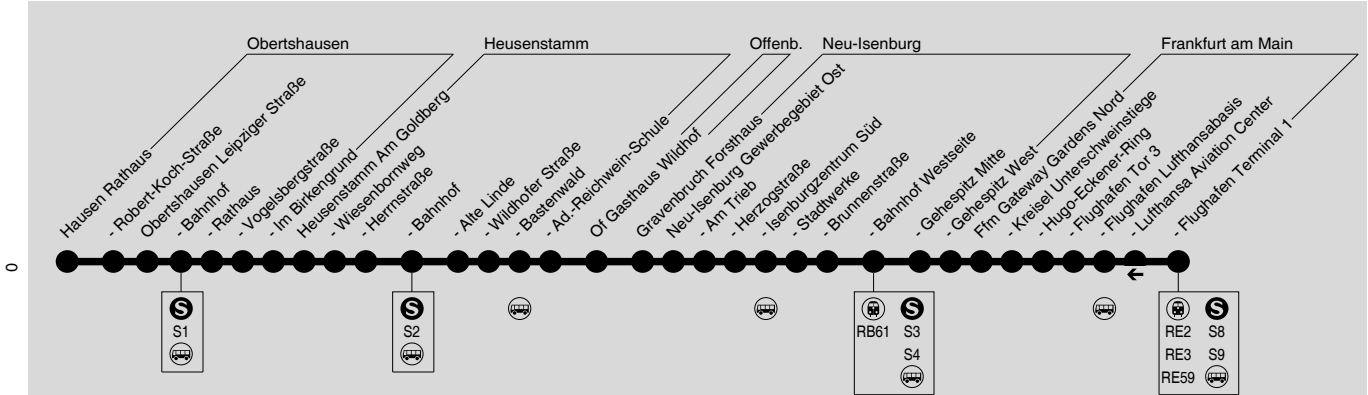 Obertshausen
Heusenstamm
Offenb.
Neu-Isenburg
Frankfurt am Main
Hausen Rathaus
- Robert-Koch-Straße
Obertshausen Leipziger Straße
- Bahnhof
- Rathaus
- Vogelsbergstraße
- Im Birkengrund
Heusenstamm Am Goldberg
- Wiesenbornweg
- Herrnstraße
- Bahnhof
- Alte Linde
- Wildhofer Straße
- Bastenwald
- Ad.-Reichwein-Schule
Of Gasthaus Wildhof
Gravenbruch Forsthaus
Neu-Isenburg Gewerbegebiet Ost
- Am Trieb
- Herzogstraße
- Isenburgzentrum Süd
- Stadtwerke
- Brunnenstraße
- Bahnhof Westseite
- Gehespitz Mitte
- Gehespitz West
Ffm Gateway Gardens Nord
- Kreisel Unterschweinstiege
- Hugo-Eckener-Ring
- Flughafen Tor 3
- Flughafen Lufthansabasis
- Lufthansa Aviation Center
- Flughafen Terminal 1
0
S
S1
S
S2
S
RB61 S3
S4
S
RE2 S8
RE3 S9
RE59